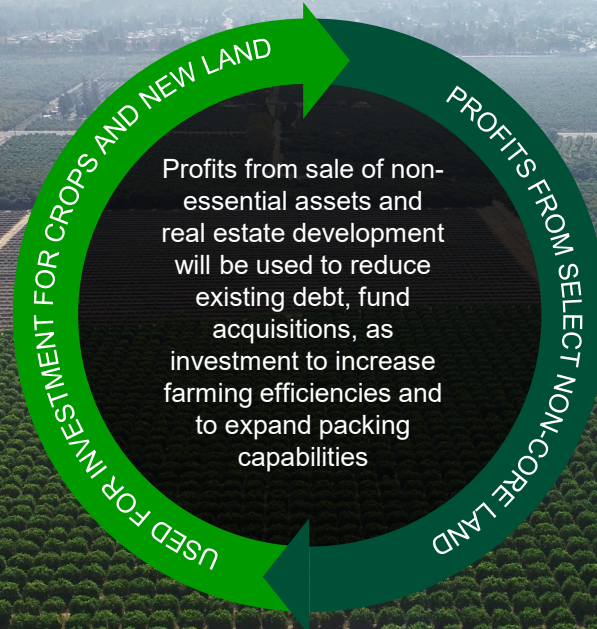 USED FOR INVESTMENT FOR CROPS AND NEW LAND
PROFITS FROM SELECT NON-CORE LAND
Profits from sale of non-
essential assets and
real estate development
will be used to reduce
existing debt, fund
acquisitions, as
investment to increase
farming efficiencies and
to expand packing
capabilities